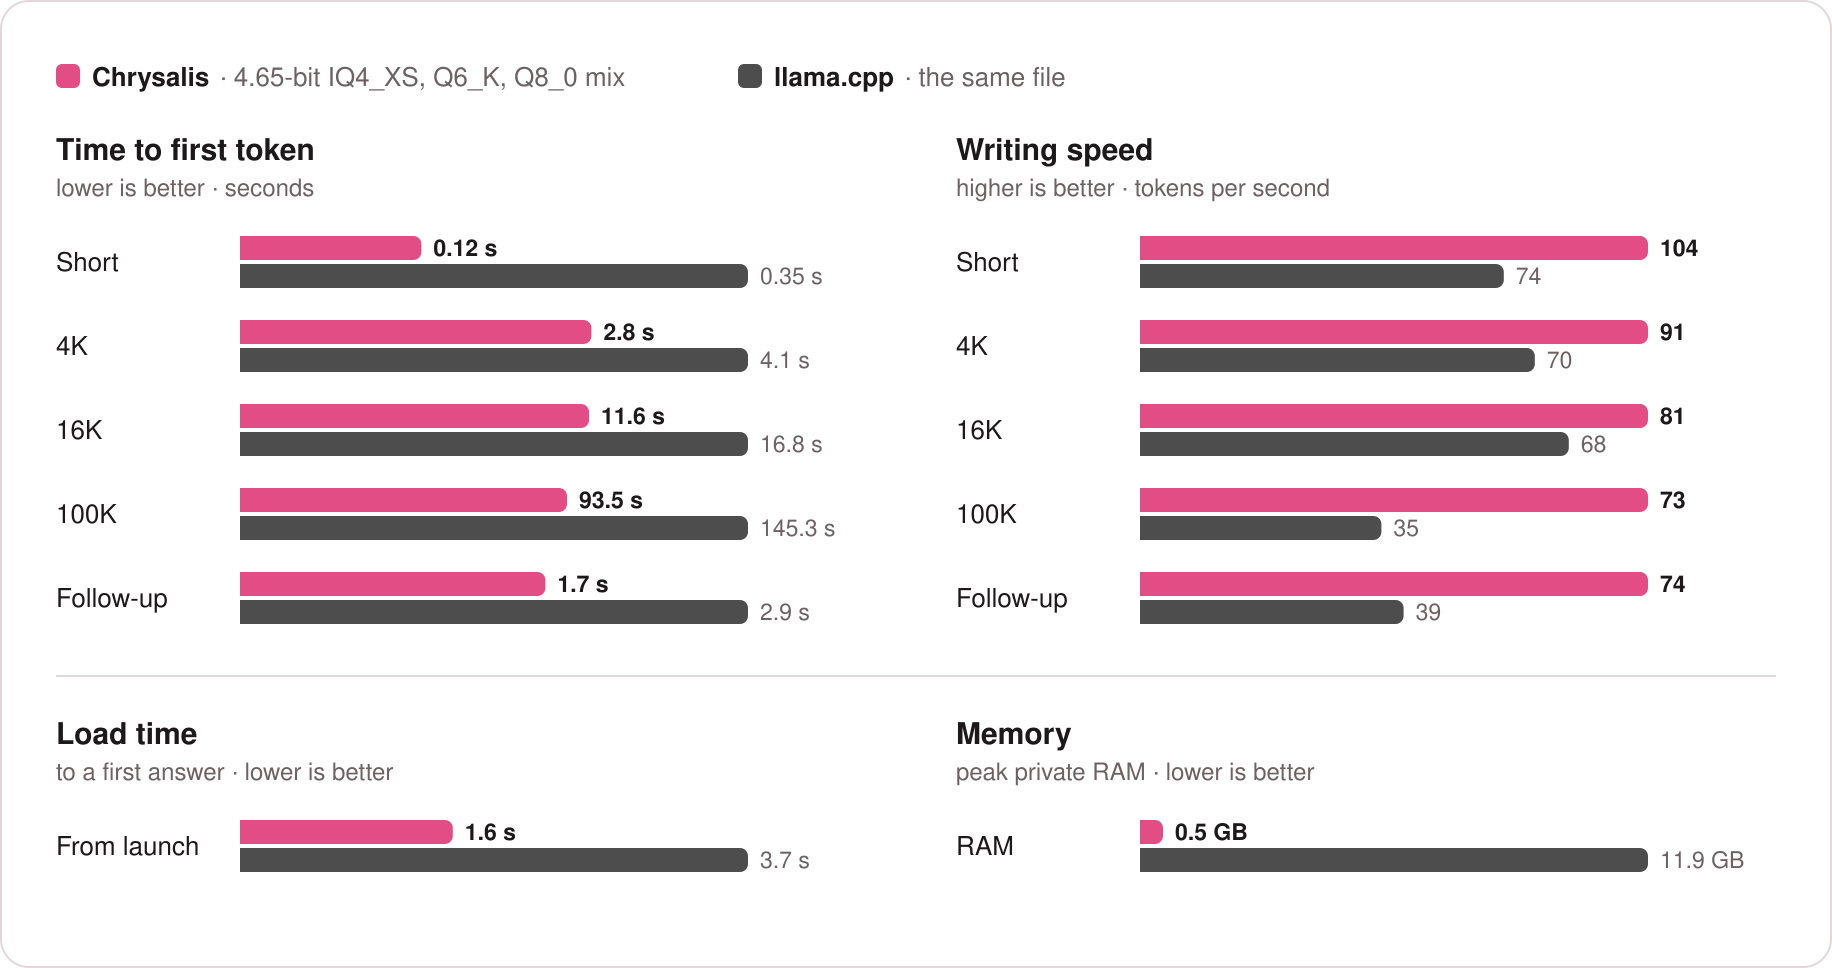 Chrysalis · 4.65-bit IQ4_XS, Q6_K, Q8_0 mix
llama.cpp · the same file
Time to first token
lower is better · seconds
Short
0.12 s
0.35 s
4K
2.8 s
4.1 s
16K
11.6 s
16.8 s
100K
93.5 s
145.3 s
Follow-up
1.7 s
2.9 s
Writing speed
higher is better · tokens per second
Short
104
74
4K
91
70
16K
81
68
100K
73
35
Follow-up
74
39
Load time
to a first answer · lower is better
From launch
1.6 s
3.7 s
Memory
peak private RAM · lower is better
RAM
0.5 GB
11.9 GB